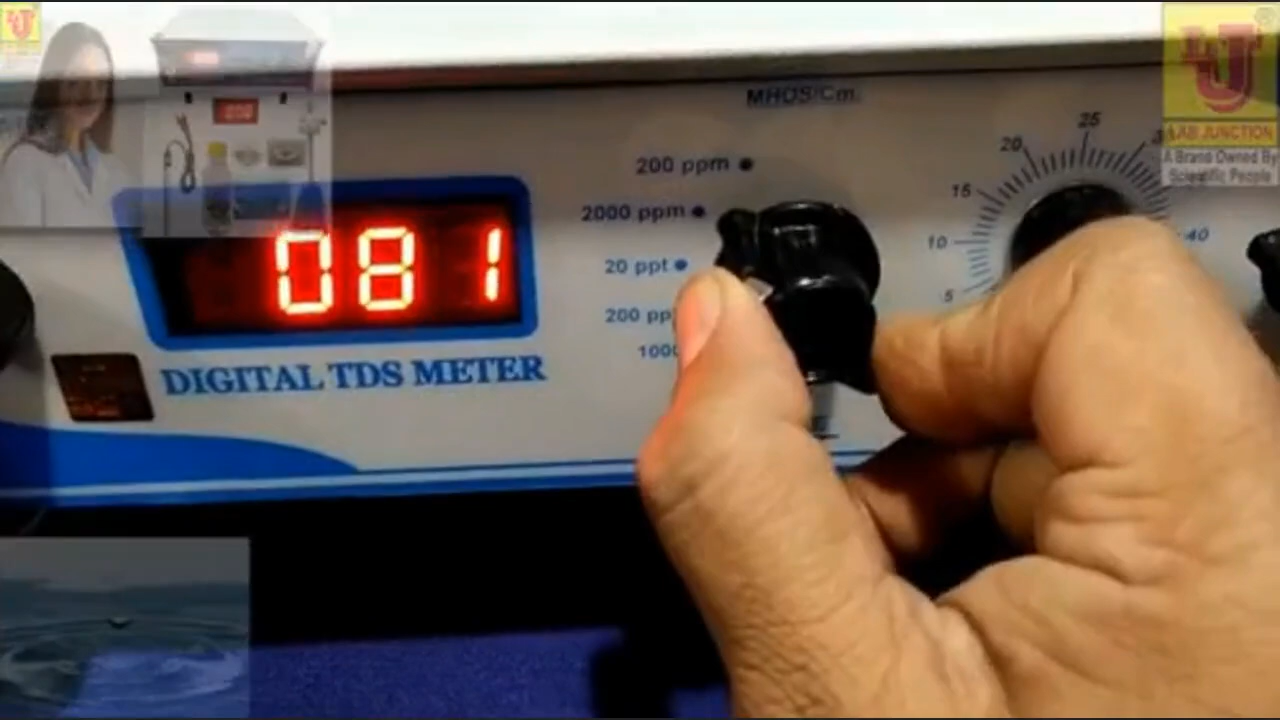 MHOS/Cm.
200 ppm
2000 ppm
20 ppt
200 pp
1000
5
10
15
20
25
40
081
DIGITAL TDS METER
LAB JUNCTION
A Brand Owned By
Scientific People